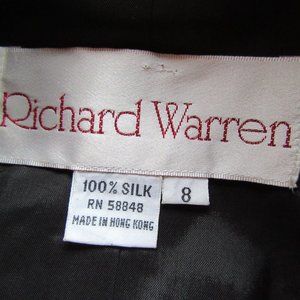 Richard Warren
100% SILK
RN 58848
MADE IN HONG KONG
8